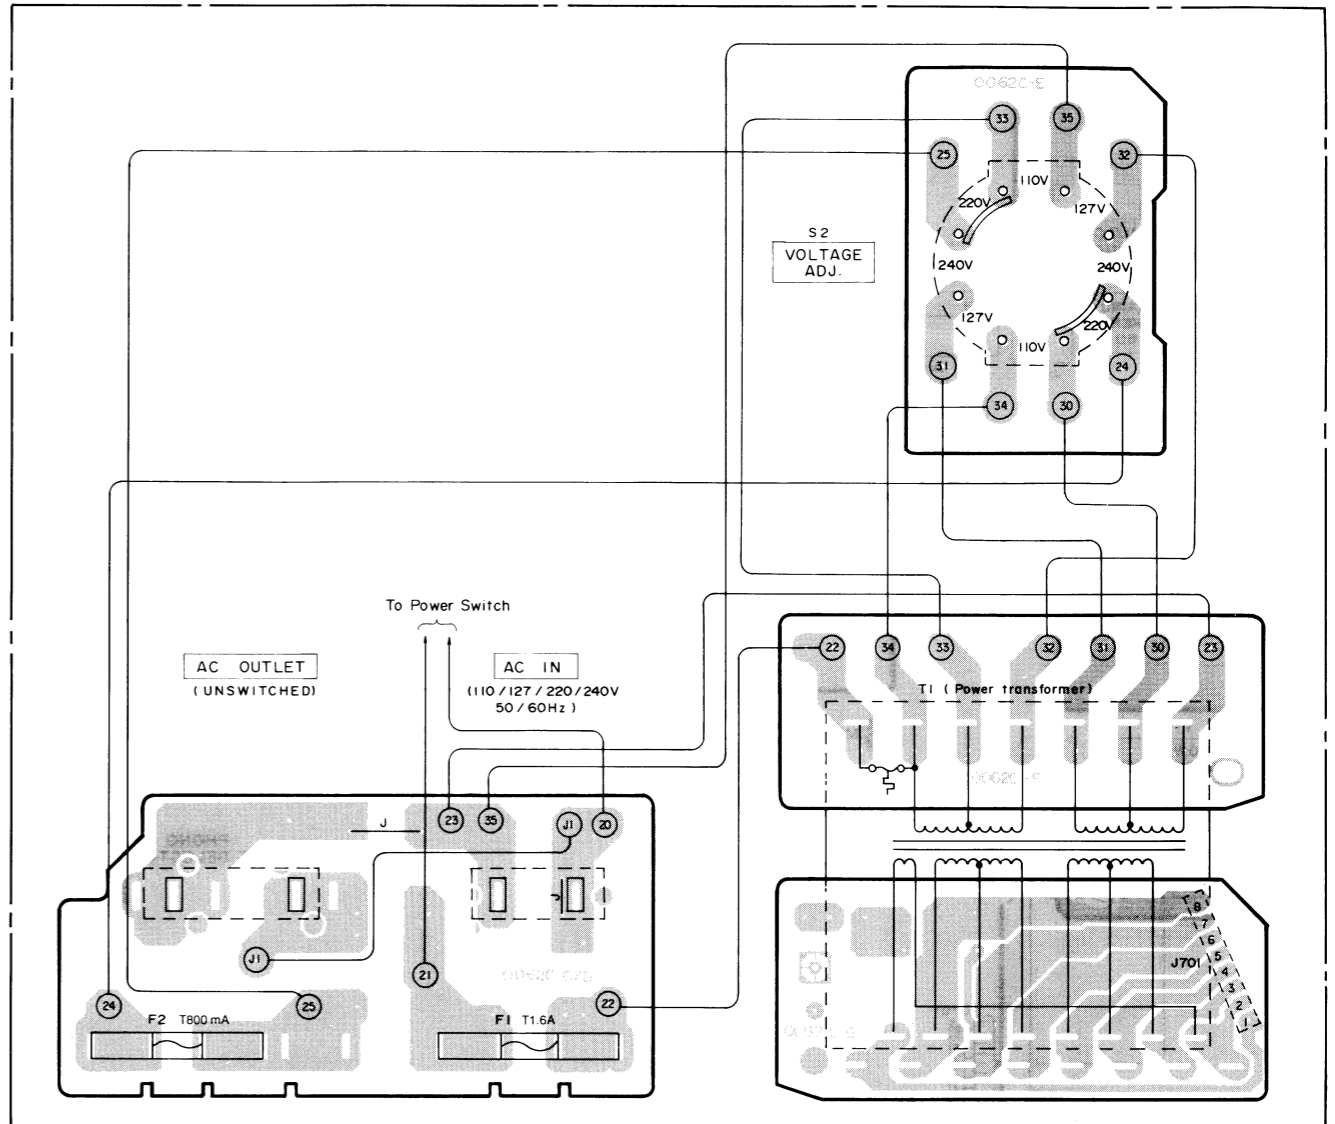 0062C-E
33
35
25
32
110V
220V
127V
S2
VOLTAGE
ADJ.
240V
240V
127V
220V
110V
31
24
34
30
To Power Switch
AC OUTLET
(UNSWITCHED)
AC IN
(110/127/220/240V
50/60Hz)
22
34
33
32
31
30
23
T1 (Power transformer)
J
23
35
J1
20
8
7
6
5
4
3
2
1
J701
J1
21
0062C C/D
24
25
22
F2 T800mA
F1 T1.6A